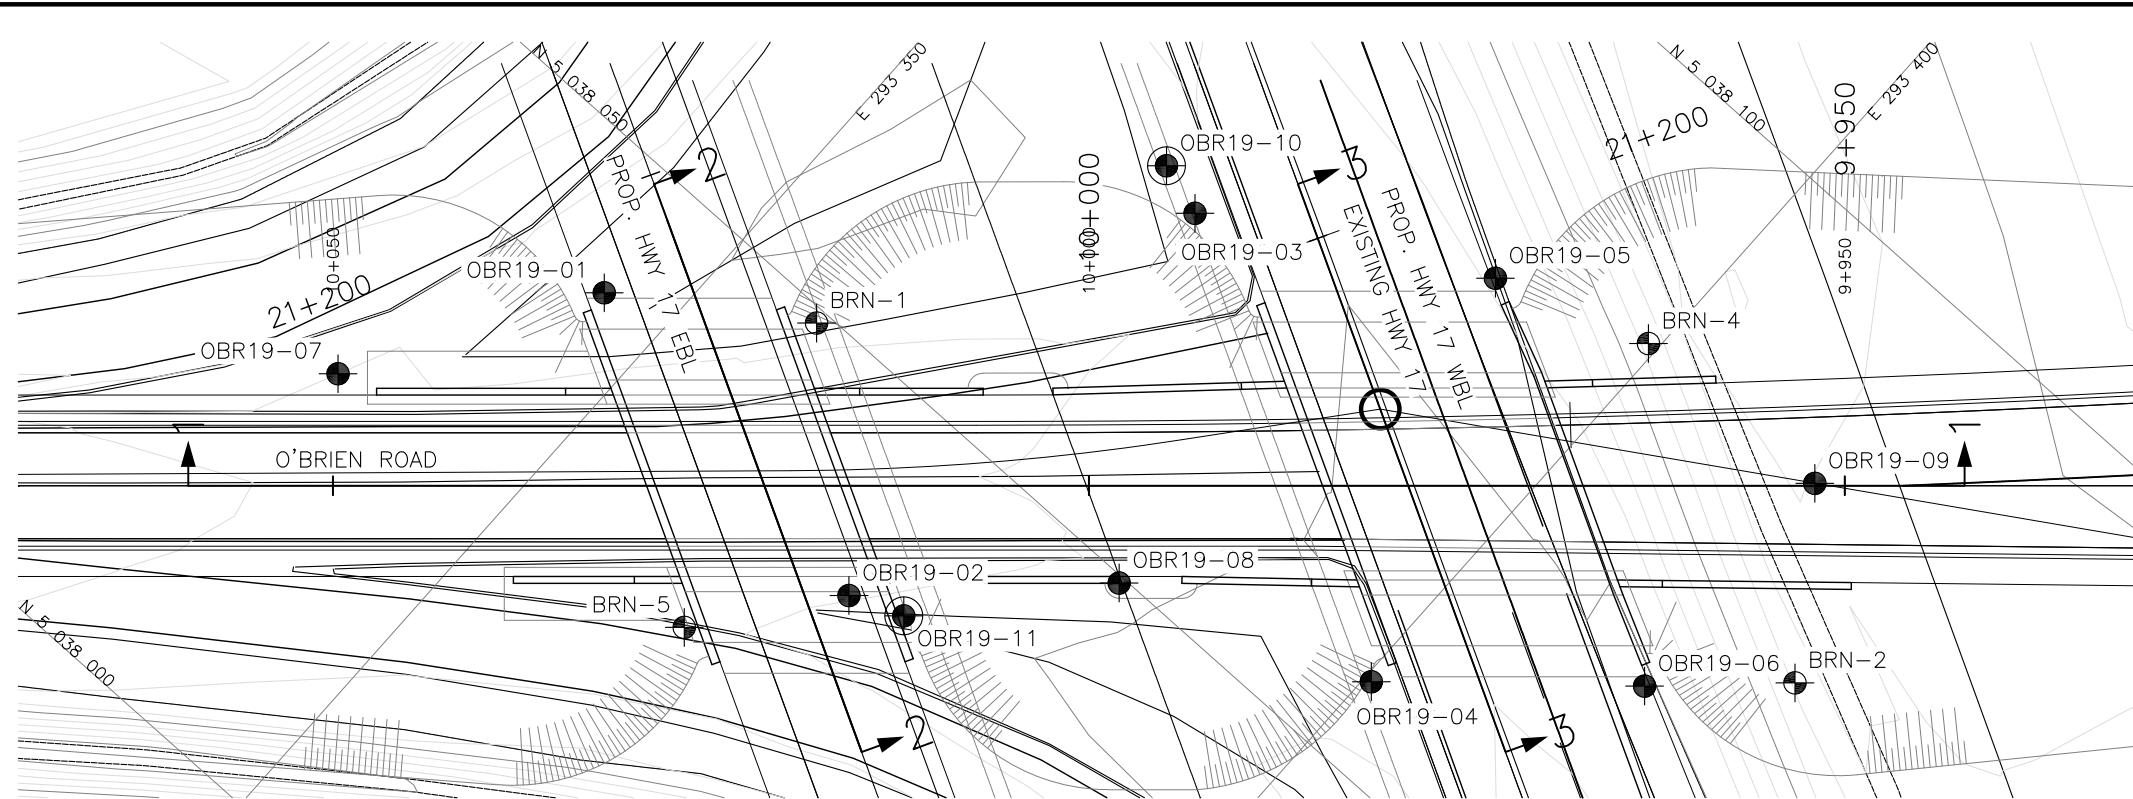 N 5 038 050
E 293 350
N 5 038 100
E 293 400
9+950
21+200
OBR19-10
2
3
10+000
PROP. HWY 17 EBL
PROP. HWY 17 WBL
EXISTING HWY 17
10+050
OBR19-01
OBR19-03
OBR19-05
10+000
9+950
21+200
BRN-1
BRN-4
OBR19-07
1
1
O'BRIEN ROAD
OBR19-09
OBR19-08
OBR19-02
BRN-5
OBR19-11
N 5 038 000
OBR19-06
BRN-2
OBR19-04
2
3